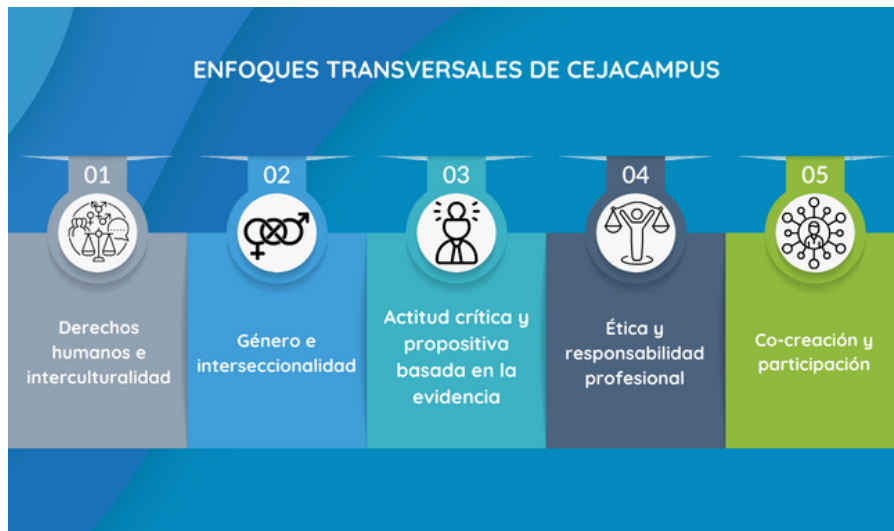 ENFOQUES TRANSVERSALES DE CEJACAMPUS
01
Derechos
humanos e
interculturalidad
02
Género e
interseccionalidad
03
Actitud crítica y
propositiva
basada en la
evidencia
04
Ética y
responsabilidad
profesional
05
Co-creación y
participación